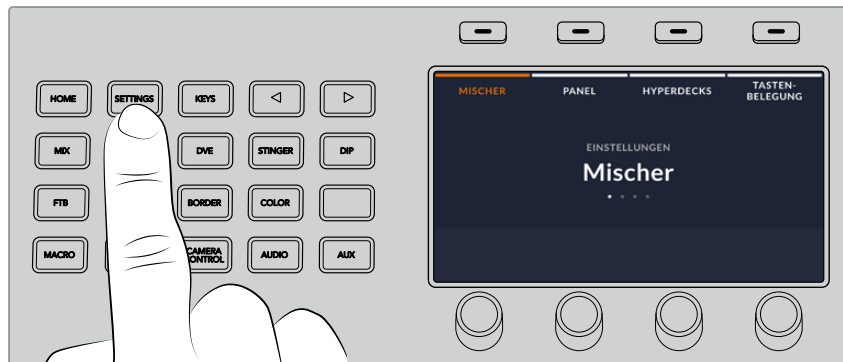 HOME SETTINGS KEYS
MIX DVE STINGER DIP
FTB BORDER COLOR
MACRO CAMERA CONTROL AUDIO AUX
MISCHER PANEL HYPERDECKS TASTEN-
BELEGUNG
EINSTELLUNGEN
Mischer